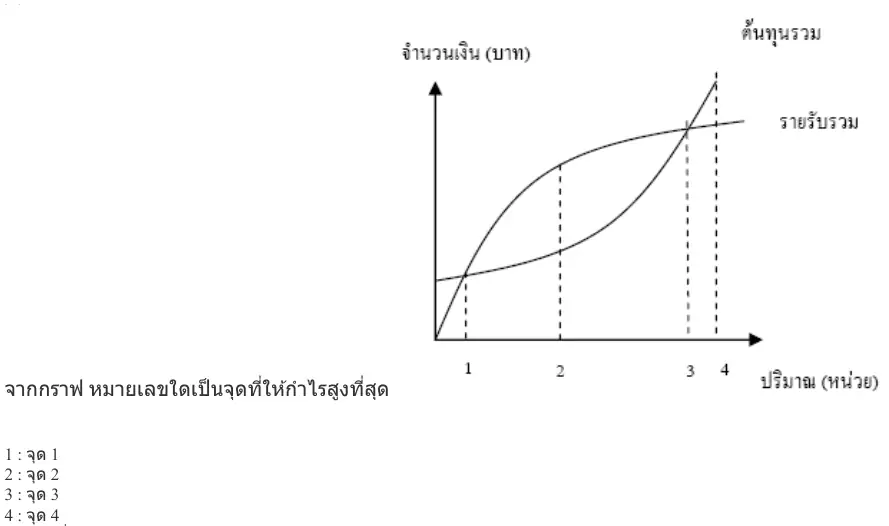 ต้นทุนรวม
จำนวนเงิน (บาท)
รายรับรวม
1 2 3 4 ปริมาณ (หน่วย)
จากกราฟ หมายเลขใดเป็นจุดที่ให้กำไรสูงที่สุด
1 : จุด 1
2 : จุด 2
3 : จุด 3
4 : จุด 4